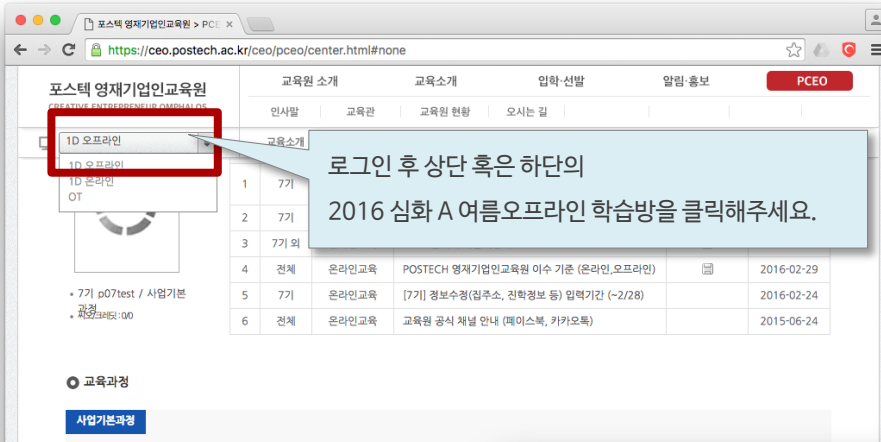 포스텍 영재기업인교육원 > PCE
https://ceo.postech.ac.kr/ceo/pceo/center.html#none
포스텍 영재기업인교육원
CREATIVE ENTREPRENEUR OMPHALOS
교육원 소개 교육소개 입학·선발 알림·홍보 PCEO
인사말 교육관 교육원 현황 오시는 길
1D 오프라인
교육소개
1D 오프라인
1D 온라인
OT
로그인 후 상단 혹은 하단의
2016 심화 A 여름오프라인 학습방을 클릭해주세요.
1 7기
2 7기
3 7기 외
4 전체 온라인교육 POSTECH 영재기업인교육원 이수 기준 (온라인,오프라인) 2016-02-29
5 7기 온라인교육 [7기] 정보수정(집주소, 진학정보 등) 입력기간 (~2/28) 2016-02-24
6 전체 온라인교육 교육원 공식 채널 안내 (페이스북, 카카오톡) 2015-06-24
• 7기 p07test / 사업기본
과정
교육과정
사업기본과정